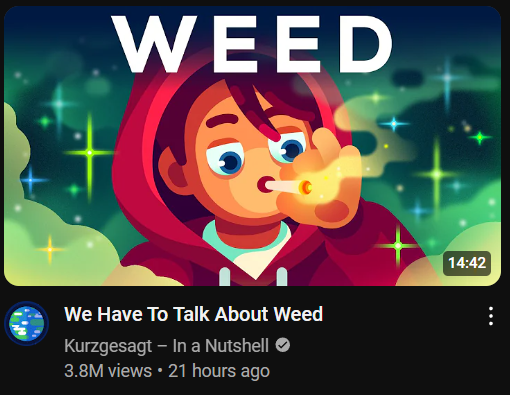 WEED
14:42
We Have To Talk About Weed
Kurzgesagt – In a Nutshell
3.8M views • 21 hours ago